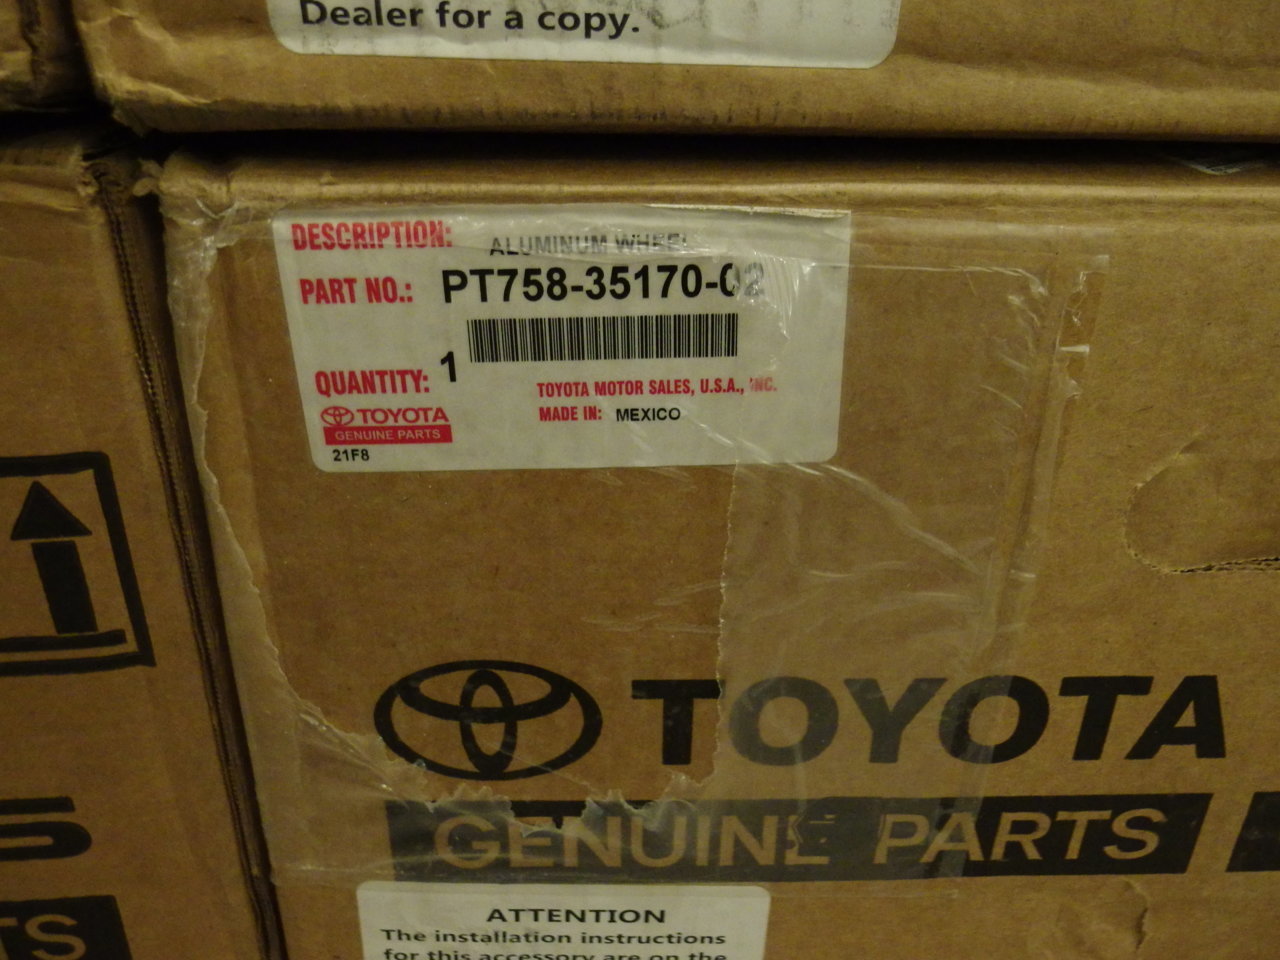 Dealer for a copy.
DESCRIPTION: ALUMINUM WHEEL
PART NO.: PT758-35170-02
QUANTITY: 1
TOYOTA MOTOR SALES, U.S.A., INC.
MADE IN: MEXICO
TOYOTA
GENUINE PARTS
21F8
TOYOTA
GENUINE PARTS
S
TS
ATTENTION
The installation instructions
for this accessory are on the